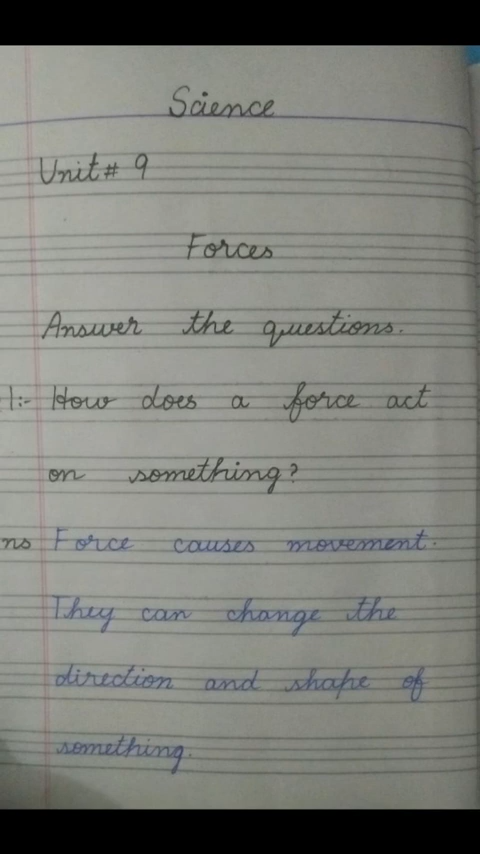 Science
Unit # 9
Forces
Answer the questions.
1:- How does a force act
on something?
ns Force causes movement.
They can change the
direction and shape of
something.